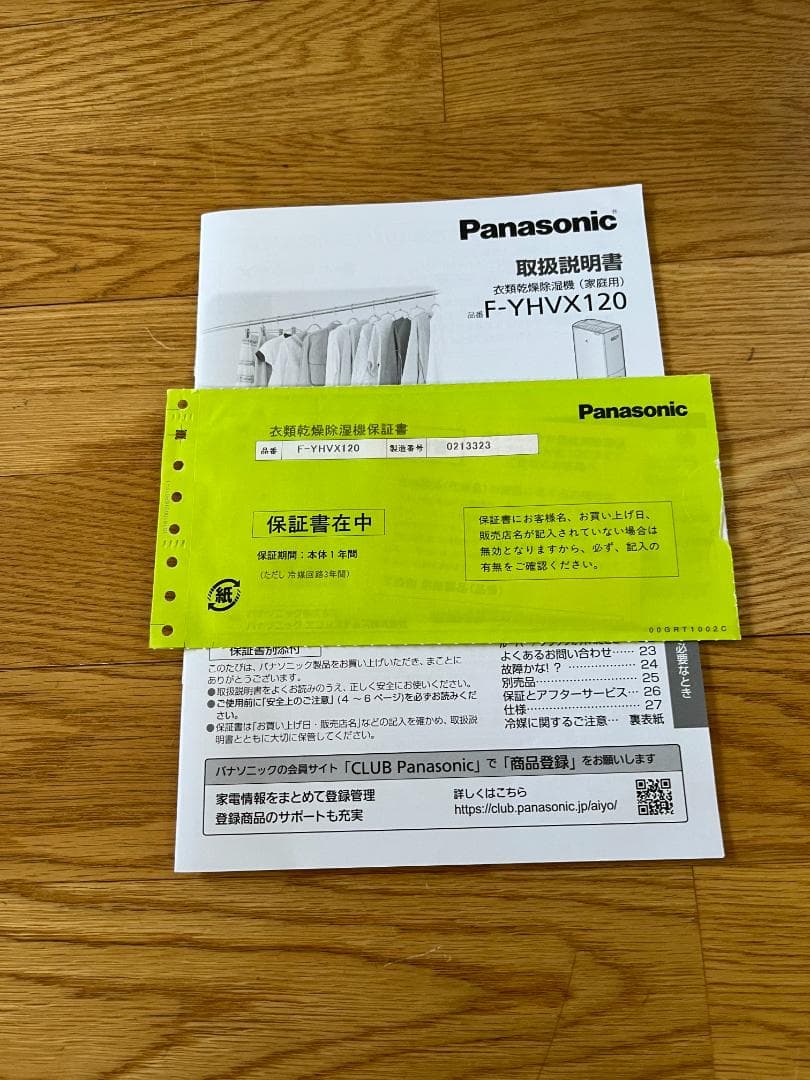 Panasonic
取扱説明書
衣類乾燥除湿機(家庭用)
品番 F-YHVX120
Panasonic
衣類乾燥除湿機保証書
品番 F-YHVX120 製造番号 0213323
保証書在中
保証期間：本体1年間
(ただし 冷媒回路3年間)
保証書にお客様名、お買い上げ日、
販売店名が記入されていない場合は
無効となりますから、必ず、記入の
有無をご確認ください。
紙
00GRT1002C
保証書別添付
このたびは、パナソニック製品をお買い上げいただき、まことに
ありがとうございます。
●取扱説明書をよくお読みのうえ、正しく安全にお使いください。
●ご使用前に「安全上のご注意」(4 ～ 6 ページ)を必ずお読みくだ
さい。
●保証書は「お買い上げ日・販売店名」などの記入を確かめ、取扱説
明書とともに大切に保管してください。
よくあるお問い合わせ…… 23
故障かな!？ …… 24
別売品…… 25
保証とアフターサービス… 26
仕様…… 27
冷媒に関するご注意… 裏表紙
必要なとき
パナソニックの会員サイト「CLUB Panasonic」で「商品登録」をお願いします
家電情報をまとめて登録管理
登録商品のサポートも充実
詳しくはこちら
https://club.panasonic.jp/aiyo/